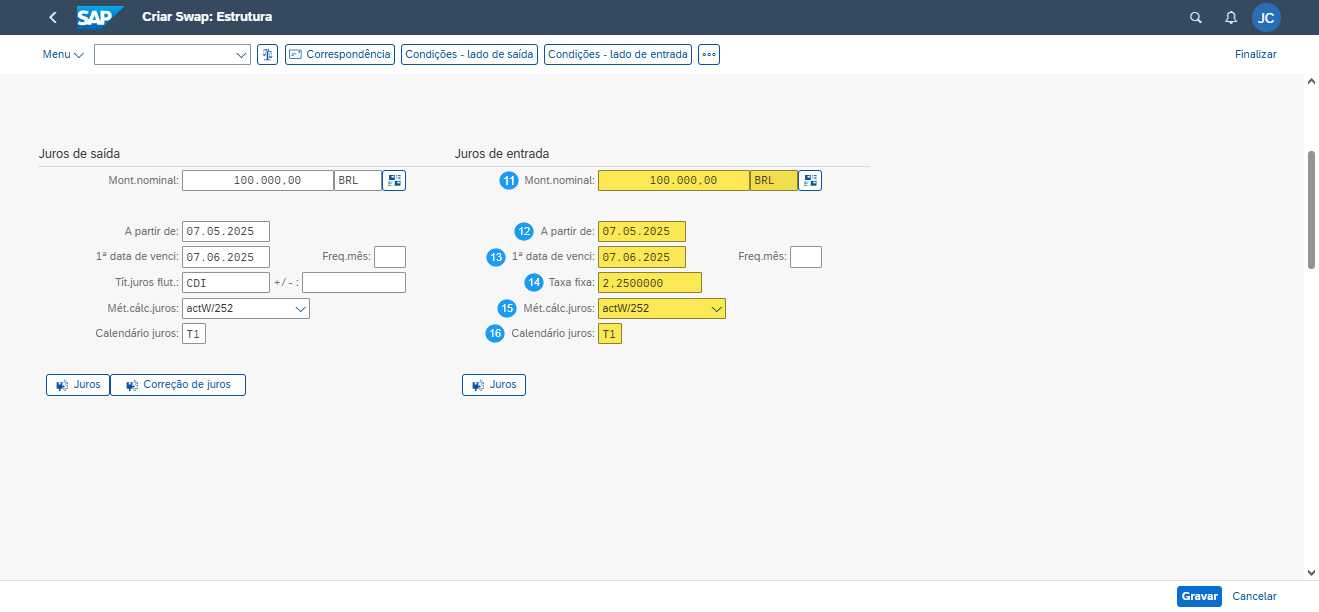 SAP Criar Swap: Estrutura JC
Menu Correspondência Condições - lado de saída Condições - lado de entrada Finalizar
Juros de saída Juros de entrada
Mont.nominal: 100.000,00 BRL 11 Mont.nominal: 100.000,00 BRL
A partir de: 07.05.2025 12 A partir de: 07.05.2025
1ª data de venci: 07.06.2025 Freq.mês: 13 1ª data de venci: 07.06.2025 Freq.mês:
Tít.juros flut.: CDI +/-: 14 Taxa fixa: 2,2500000
Mét.cálc.juros: actW/252 15 Mét.cálc.juros: actW/252
Calendário juros: T1 16 Calendário juros: T1
Juros Correção de juros Juros
Gravar Cancelar